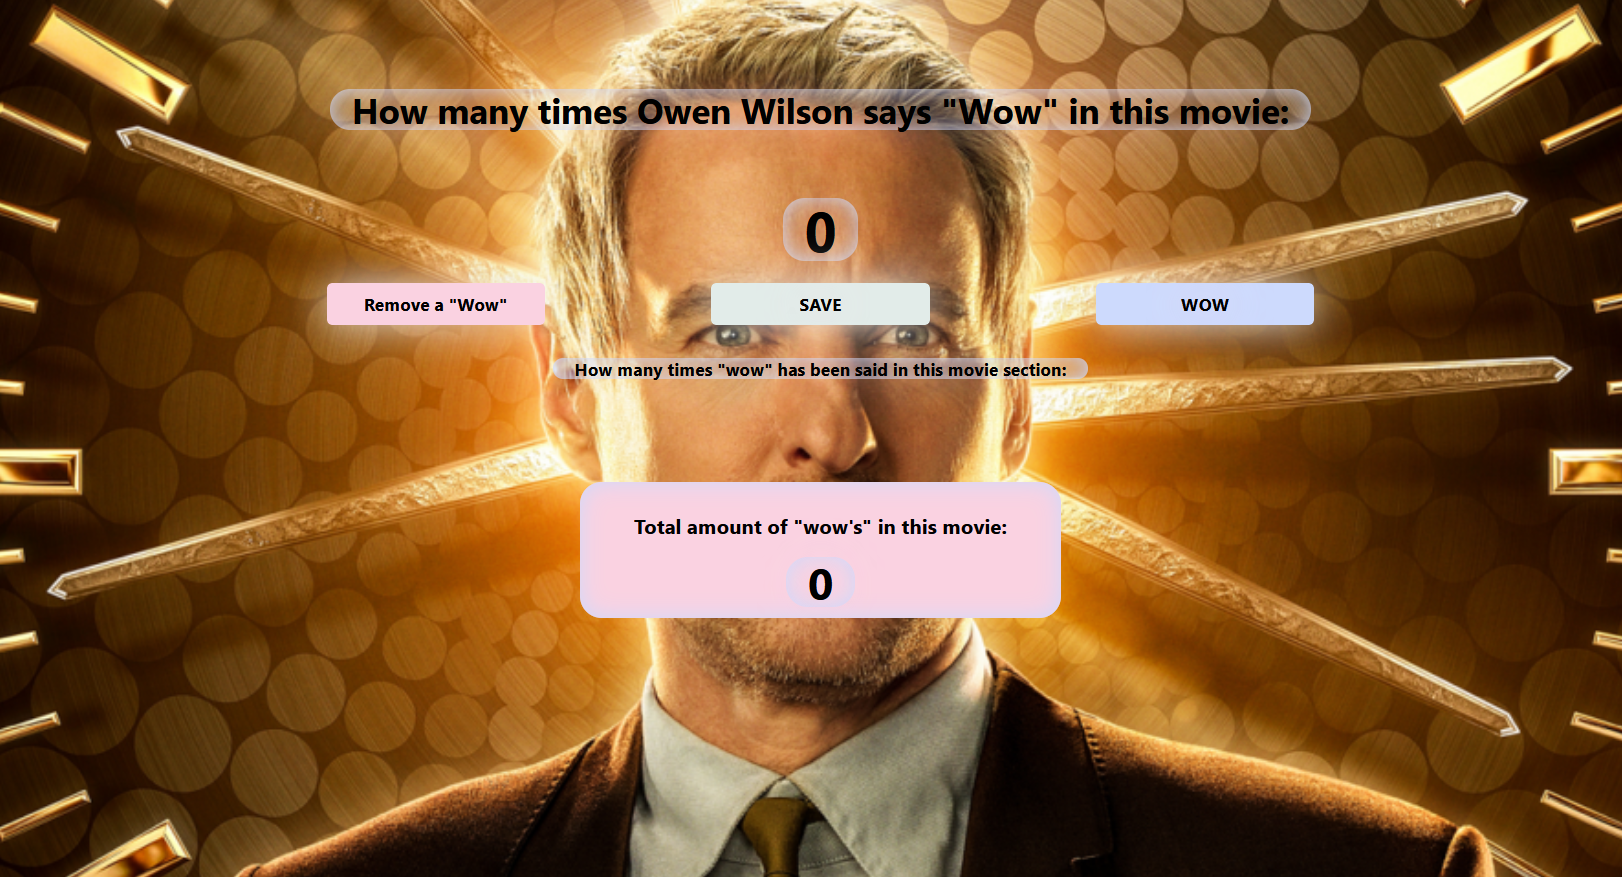 How many times Owen Wilson says "Wow" in this movie:
0
Remove a "Wow" SAVE WOW
How many times "wow" has been said in this movie section:
Total amount of "wow's" in this movie:
0